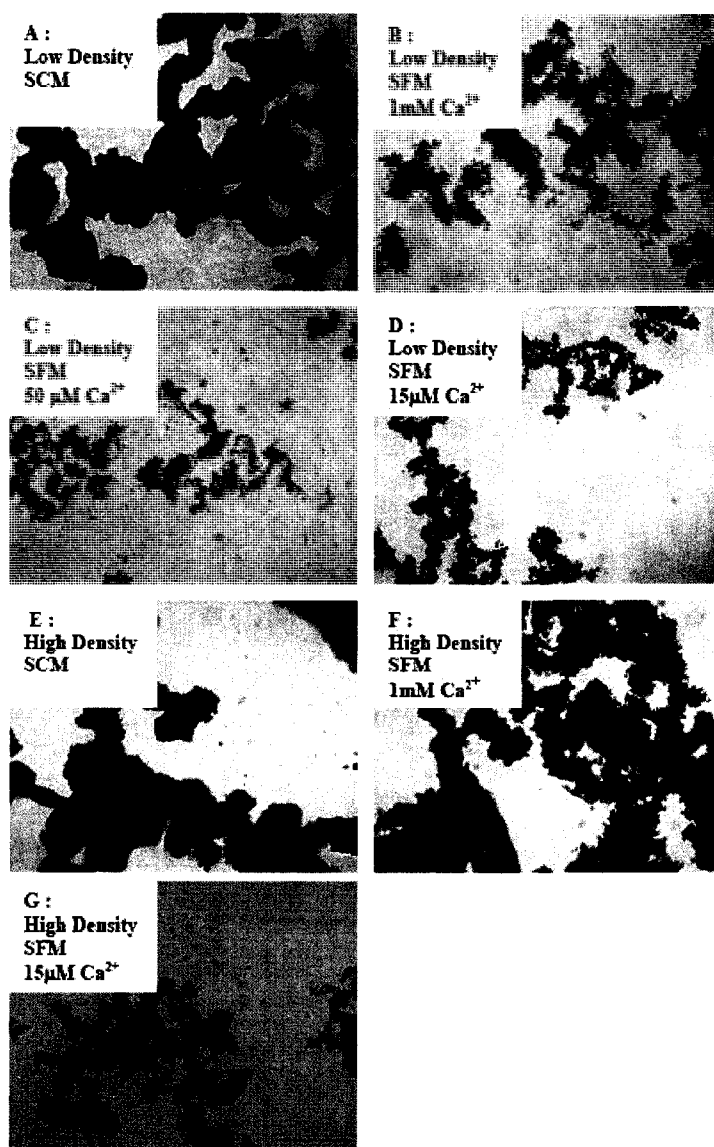 A :
Low Density
SCM
B :
Low Density
SFM
1mM Ca²⁺
C :
Low Density
SFM
50 µM Ca²⁺
D :
Low Density
SFM
15µM Ca²⁺
E :
High Density
SCM
F :
High Density
SFM
1mM Ca²⁺
G :
High Density
SFM
15µM Ca²⁺